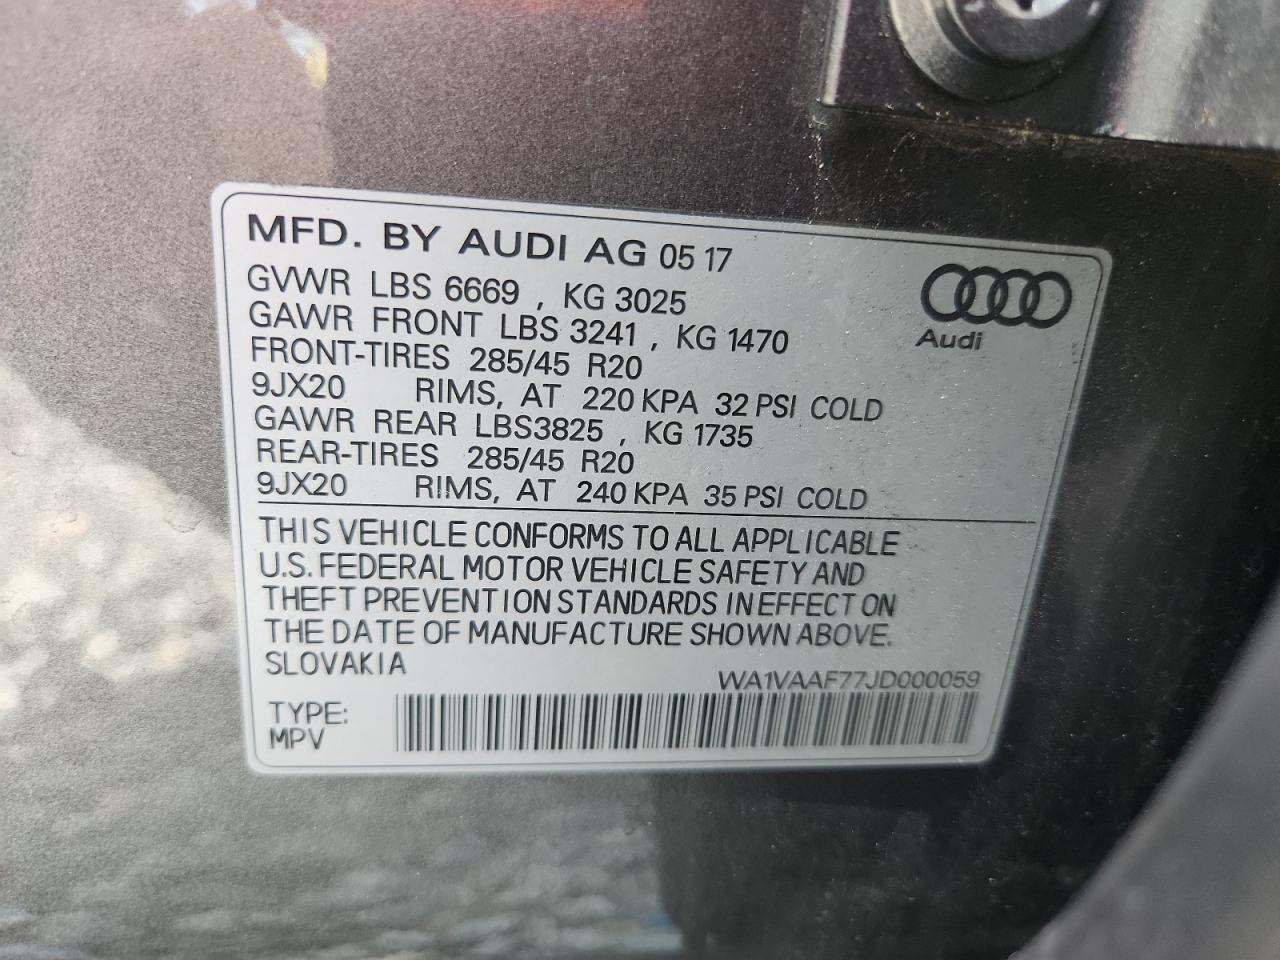 MFD. BY AUDI AG 05 17
GVWR LBS 6669 , KG 3025
GAWR FRONT LBS 3241 , KG 1470
FRONT-TIRES 285/45 R20
9JX20 RIMS, AT 220 KPA 32 PSI COLD
GAWR REAR LBS3825 , KG 1735
REAR-TIRES 285/45 R20
9JX20 RIMS, AT 240 KPA 35 PSI COLD
Audi
THIS VEHICLE CONFORMS TO ALL APPLICABLE
U.S. FEDERAL MOTOR VEHICLE SAFETY AND
THEFT PREVENTION STANDARDS IN EFFECT ON
THE DATE OF MANUFACTURE SHOWN ABOVE.
SLOVAKIA
WA1VAAF77JD000059
TYPE:
MPV